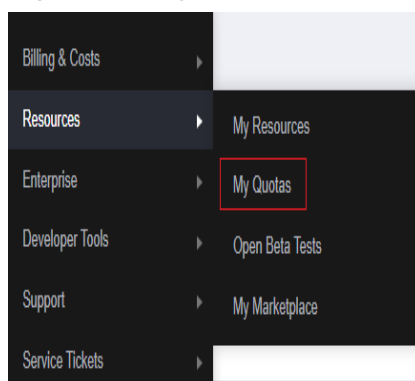 Billing & Costs
Resources
Enterprise
Developer Tools
Support
Service Tickets
My Resources
My Quotas
Open Beta Tests
My Marketplace